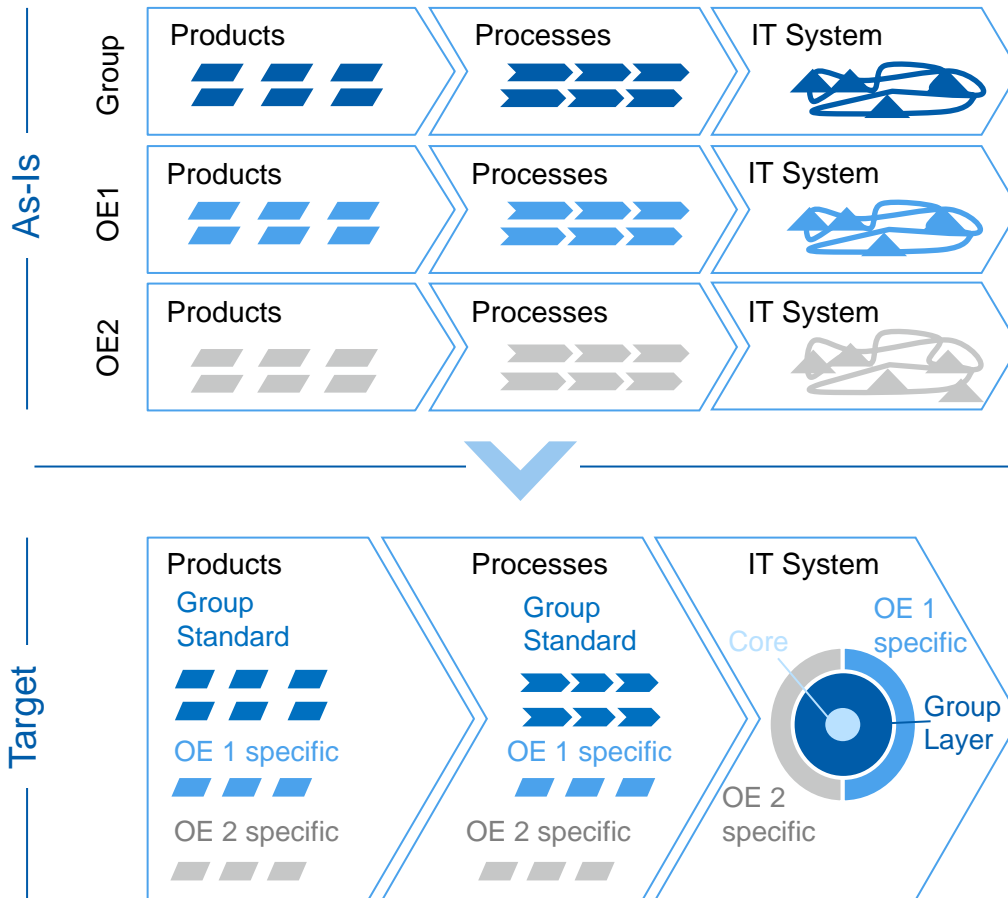 As-Is
Group
Products
Processes
IT System
OE1
Products
Processes
IT System
OE2
Products
Processes
IT System
Target
Products
Group
Standard
OE 1 specific
OE 2 specific
Processes
Group
Standard
OE 1 specific
OE 2 specific
IT System
OE 1
specific
Core
Group
Layer
OE 2
specific